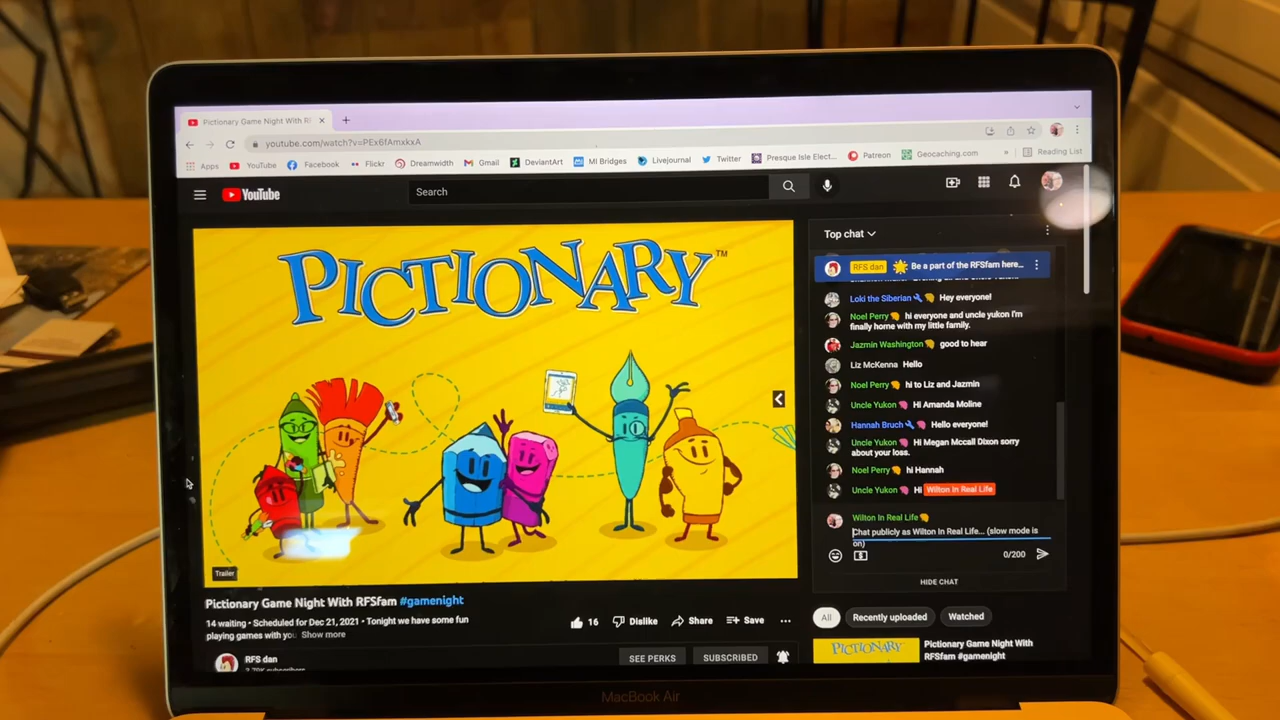 Pictionary Game Night With RF
youtube.com/watch?v=PEx6fAmxkxA
Apps YouTube Facebook Flickr Dreamwidth Gmail DeviantArt MI Bridges Livejournal Twitter Presque Isle Elect... Patreon Geocaching.com » Reading List
YouTube
Search
PICTIONARY™
Trailer
Pictionary Game Night With RFSfam #gamenight
14 waiting • Scheduled for Dec 21, 2021 • Tonight we have some fun
playing games with you Show more
16 Dislike Share Save
RFS dan
SEE PERKS SUBSCRIBED
Top chat
RFS dan Be a part of the RFSfam here...
Loki the Siberian Hey everyone!
Noel Perry hi everyone and uncle yukon I'm
finally home with my little family.
Jazmin Washington good to hear
Liz McKenna Hello
Noel Perry hi to Liz and Jazmin
Uncle Yukon Hi Amanda Moline
Hannah Bruch Hello everyone!
Uncle Yukon Hi Megan Mccall Dixon sorry
about your loss.
Noel Perry hi Hannah
Uncle Yukon Hi Wilton In Real Life
Wilton In Real Life
Chat publicly as Wilton In Real Life... (slow mode is
on)
0/200
HIDE CHAT
All Recently uploaded Watched
PICTIONARY
Pictionary Game Night With
RFSfam #gamenight
MacBook Air